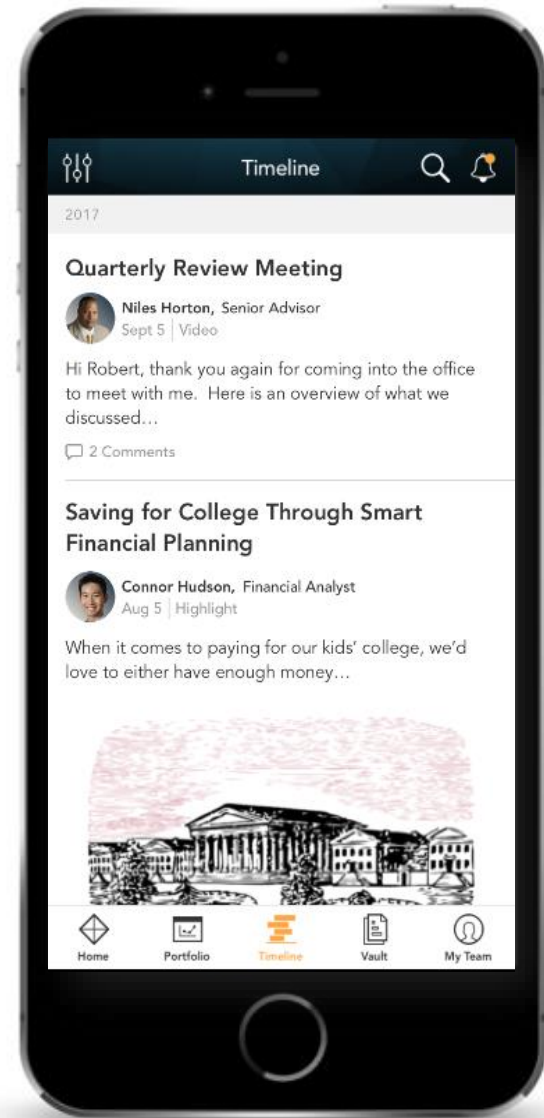 Timeline
2017
Quarterly Review Meeting
Niles Horton, Senior Advisor
Sept 5 | Video
Hi Robert, thank you again for coming into the office
to meet with me.  Here is an overview of what we
discussed...
2 Comments
Saving for College Through Smart
Financial Planning
Connor Hudson, Financial Analyst
Aug 5 | Highlight
When it comes to paying for our kids' college, we'd
love to either have enough money...
Home Portfolio Timeline Vault My Team